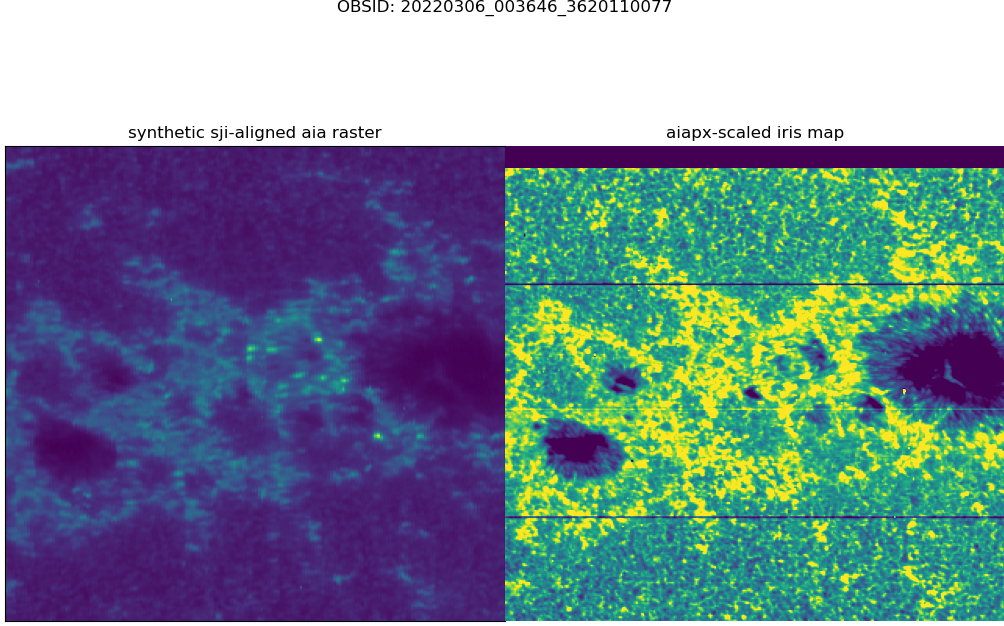 OBSID: 20220306_003646_3620110077
synthetic sji-aligned aia raster
aiapx-scaled iris map